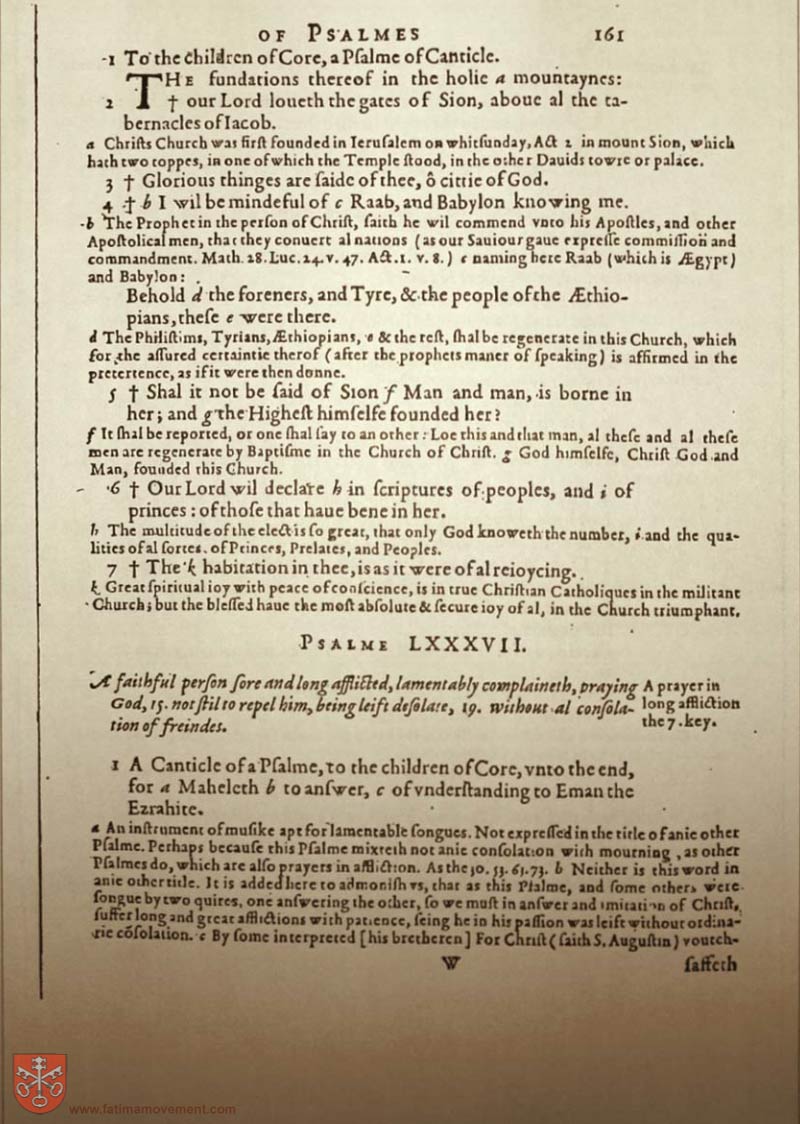 OF PSALMES 161
1 To the children of Core, a Pſalme of Canticle.
THE fundations thereof in the holie a mountaynes:
2 † our Lord loueth the gates of Sion, aboue al the ta-
bernacles of Iacob.
a Chriſts Church was firſt founded in Ieruſalem on whitſunday, Act 2 in mount Sion, which
hath two toppes, in one of which the Temple ſtood, in the other Dauids towre or palace.
3 † Glorious thinges are ſaide of thee, ô cittie of God.
4 † b I wil be mindeful of c Raab, and Babylon knowing me.
b The Prophet in the perſon of Chriſt, ſaith he wil commend vnto his Apoſtles, and other
Apoſtolical men, that they conuert al nations (as our Sauiour gaue expreſſe commiſſion and
commandment. Math. 28. Luc. 24. v. 47. Act. 1. v. 8.) c naming here Raab (which is Ægypt)
and Babylon:
Behold d the foreners, and Tyre, & the people of the Æthio-
pians, theſe e were there.
d The Philiſtims, Tyrians, Æthiopians, e & the reſt, ſhal be regenerate in this Church, which
for the aſſured certaintie therof (after the prophets maner of ſpeaking) is affirmed in the
pretertence, as if it were then donne.
5 † Shal it not be ſaid of Sion f Man and man, is borne in
her; and g the Higheſt himſelfe founded her?
f It ſhal be reported, or one ſhal ſay to an other: Loe this and that man, al theſe and al theſe
men are regenerate by Baptiſme in the Church of Chriſt. g God himſelfe, Chriſt God and
Man, founded this Church.
6 † Our Lord wil declare h in ſcriptures of peoples, and i of
princes: of thoſe that haue bene in her.
h The multitude of the elect is ſo great, that only God knoweth the number, i and the qua-
lities of al ſortes, of Princes, Prelates, and Peoples.
7 † The k habitation in thee, is as it were of al reioycing.
k Great ſpiritual ioy with peace of conſcience, is in true Chriſtian Catholiques in the militant
Church; but the bleſſed haue the moſt abſolute & ſecure ioy of al, in the Church triumphant.
PSALME LXXXVII.
A faithful perſon ſore and long afflicted, lamentably complaineth, praying
God, 15. not ſtil to repel him, being leift deſolate, 19. without al conſola-
tion of freindes.
A prayer in
long affliction
the 7. key.
1 A Canticle of a Pſalme, to the children of Core, vnto the end,
for a Maheleth b to anſwer, c of vnderſtanding to Eman the
Ezrahite.
a An inſtrument of muſike apt for lamentable ſongues. Not expreſſed in the title of anie other
Pſalme. Perhaps becauſe this Pſalme mixteth not anie conſolation with mourning, as other
Pſalmes do, which are alſo prayers in affliction. As the 30. 53. 63. 73. b Neither is this word in
anie other title. It is added here to admoniſh vs, that as this Pſalme, and ſome others were
ſongue by two quires, one anſwering the other, ſo we muſt in anſwer and imitation of Chriſt,
ſuffer long and great afflictions with patience, ſeing he in his paſſion was leift without ordina-
rie cõſolation. c By ſome interpreted [his bretheren] For Chriſt (ſaith S. Auguſtin) voutch-
W ſaffeth
www.fatimamovement.com